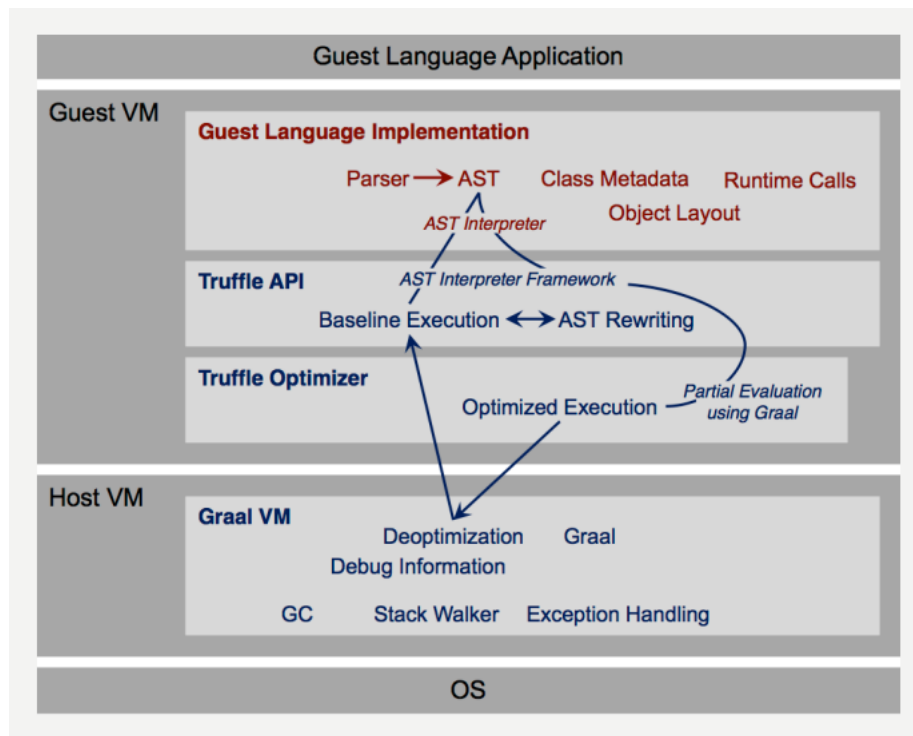 Guest Language Application
Guest VM
Guest Language Implementation
Parser AST Class Metadata Runtime Calls
Object Layout
AST Interpreter
Truffle API
AST Interpreter Framework
Baseline Execution AST Rewriting
Truffle Optimizer
Optimized Execution
Partial Evaluation
using Graal
Host VM
Graal VM
Deoptimization Graal
Debug Information
GC Stack Walker Exception Handling
OS